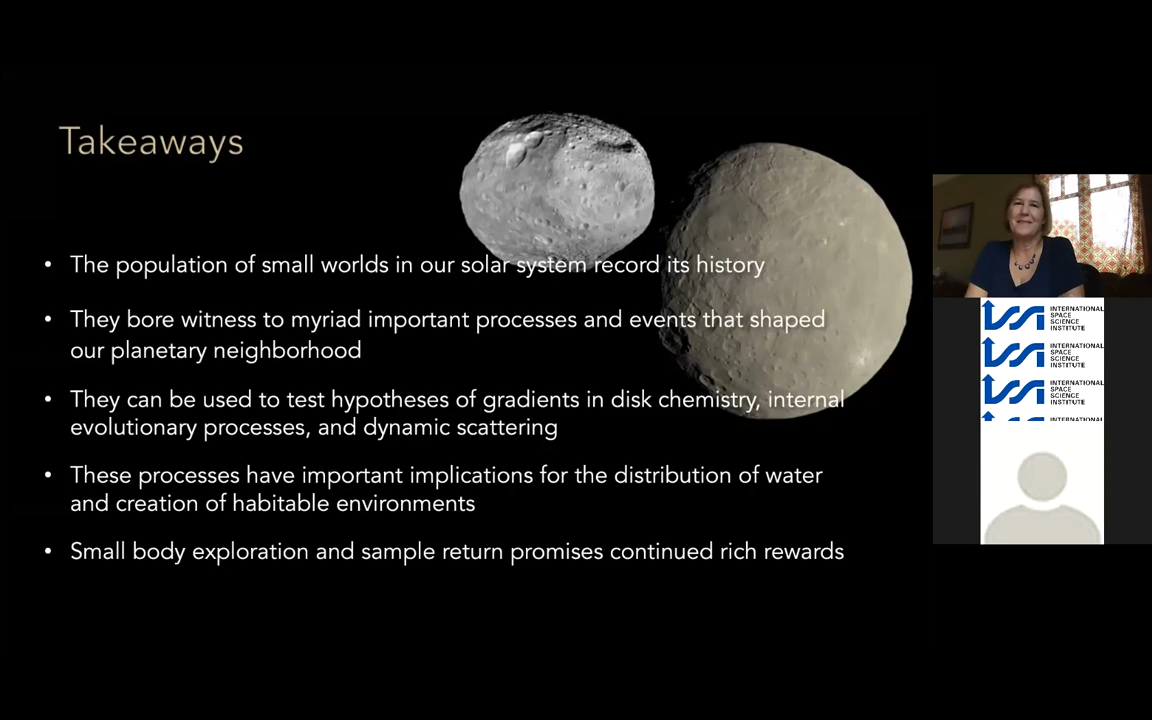 Takeaways
• The population of small worlds in our solar system record its history
• They bore witness to myriad important processes and events that shaped
our planetary neighborhood
• They can be used to test hypotheses of gradients in disk chemistry, internal
evolutionary processes, and dynamic scattering
• These processes have important implications for the distribution of water
and creation of habitable environments
• Small body exploration and sample return promises continued rich rewards
INTERNATIONAL
SPACE
SCIENCE
INSTITUTE
INTERNATIONAL
SPACE
SCIENCE
INSTITUTE
INTERNATIONAL
SPACE
SCIENCE
INSTITUTE
INTERNATIONAL